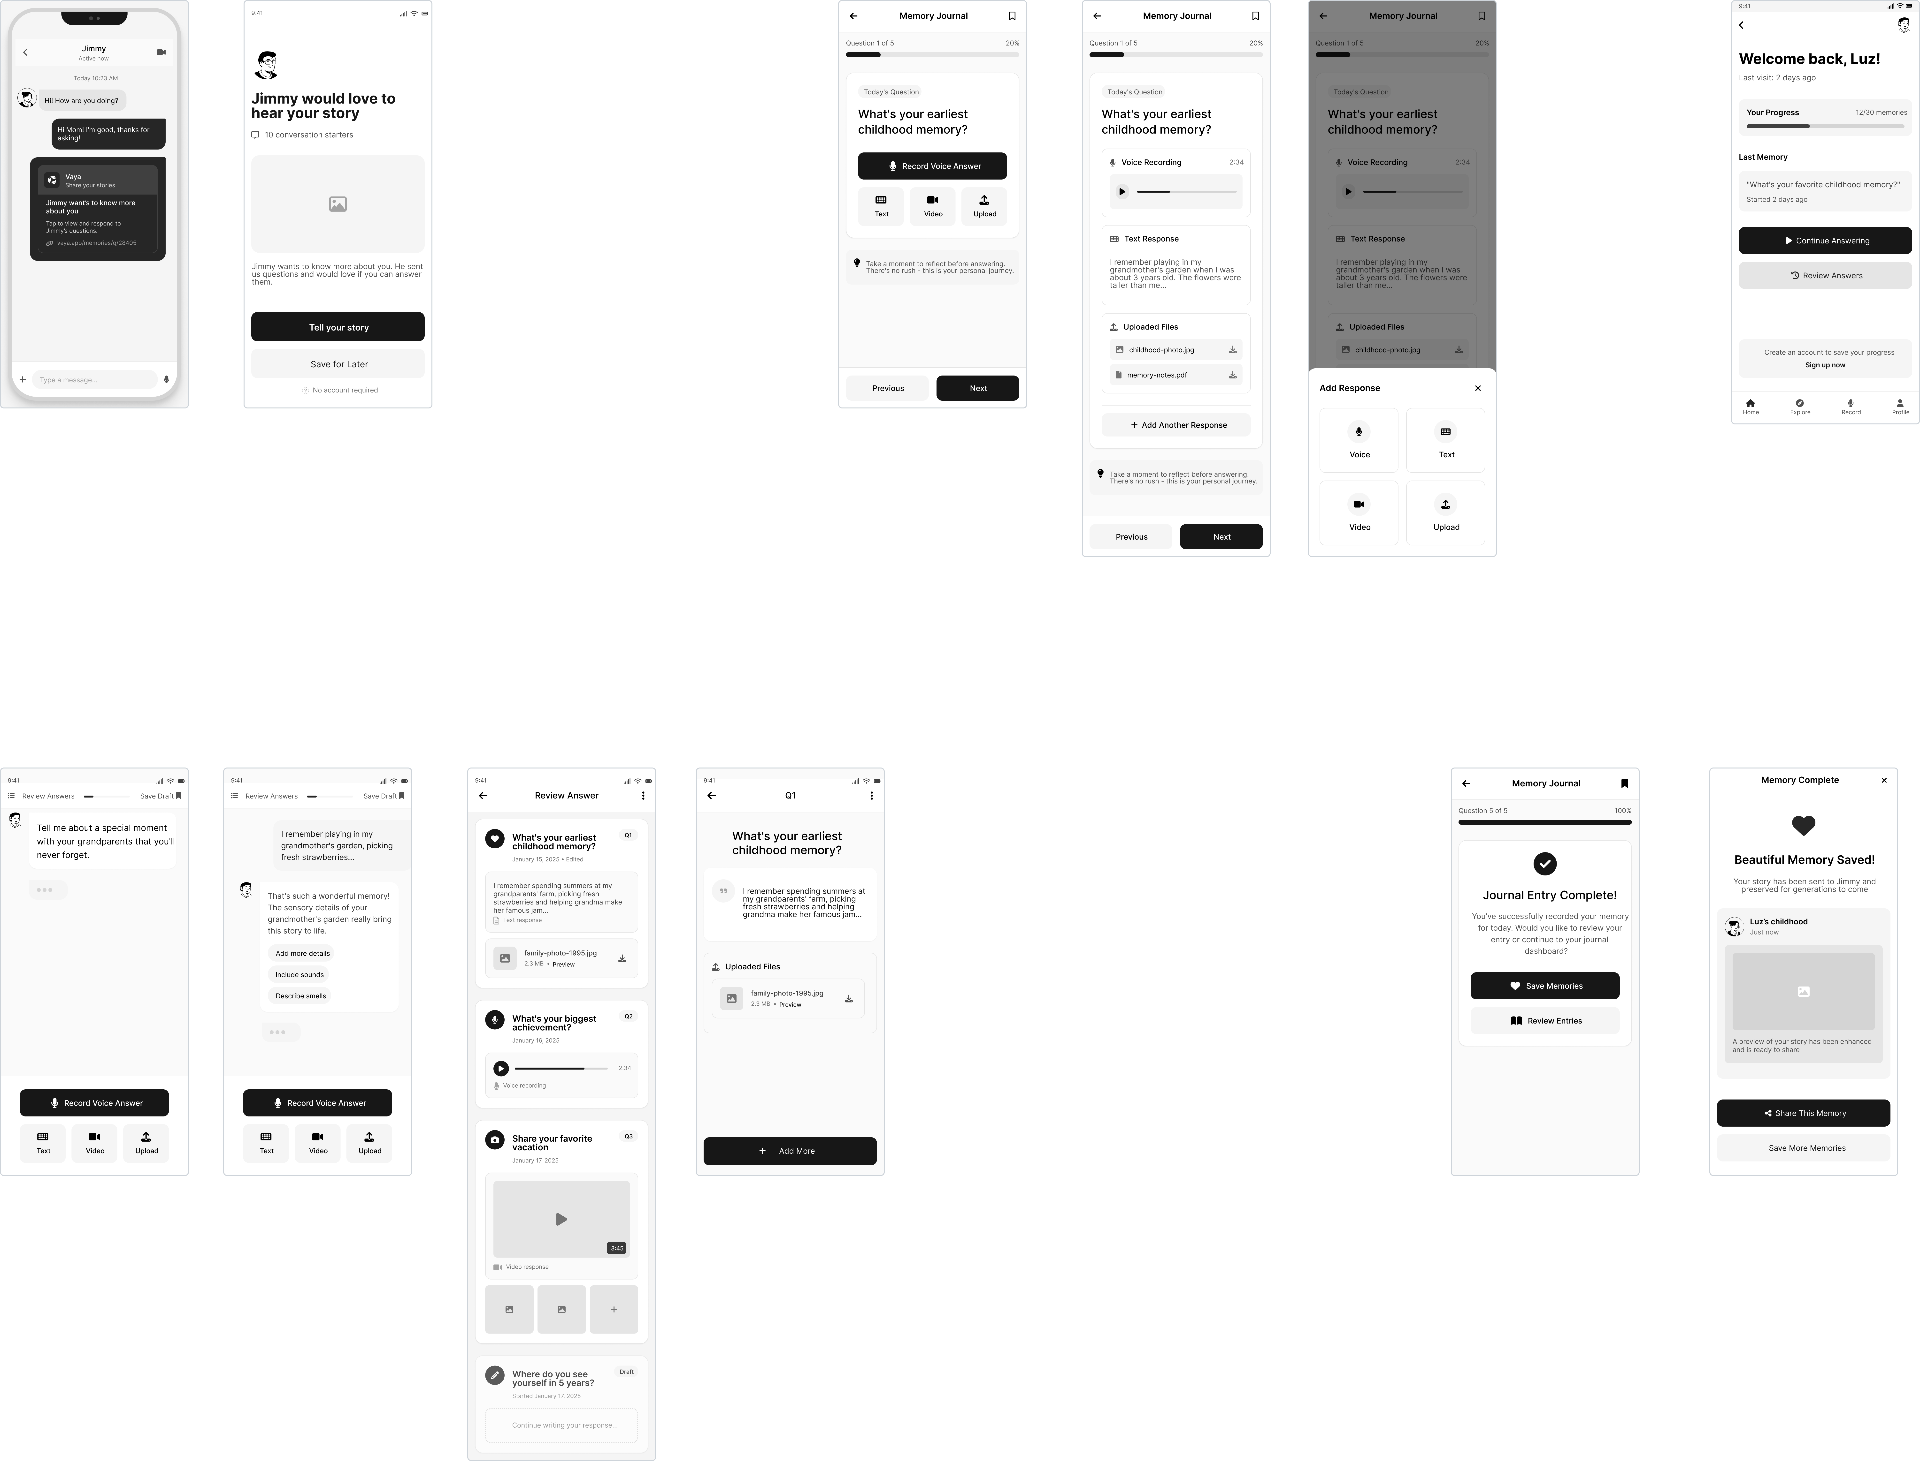 Jimmy
Active now
Today 10:23 AM
Hi! How are you doing?
Hi Mom! I'm good, thanks for
asking!
Vaya
Share your stories
Jimmy wants to know more
about you
Tap to view and respond to
Jimmy's questions.
Type a message...
9:41
Jimmy would love to
hear your story
10 conversation starters
Jimmy wants to know more about you. He sent
us questions and would love if you can answer
them.
Tell your story
Save for Later
No account required
Memory Journal
Question 1 of 5
20%
Today's Question
What's your earliest
childhood memory?
Record Voice Answer
Text
Video
Upload
Take a moment to reflect before answering.
There's no rush - this is your personal journey.
Previous
Next
Memory Journal
Question 1 of 5
20%
Today's Question
What's your earliest
childhood memory?
Voice Recording
2:34
Text Response
I remember playing in my
grandmother's garden when I was
about 3 years old. The flowers were
taller than me...
Uploaded Files
childhood-photo.jpg
memory-notes.pdf
+ Add Another Response
Take a moment to reflect before answering.
There's no rush - this is your personal journey.
Previous
Next
Memory Journal
Question 1 of 5
20%
Today's Question
What's your earliest
childhood memory?
Voice Recording
2:34
Text Response
I remember playing in my
grandmother's garden when I was
about 3 years old. The flowers were
taller than me...
Uploaded Files
childhood-photo.jpg
Add Response
Voice
Text
Video
Upload
9:41
Welcome back, Luz!
Last visit: 2 days ago
Your Progress
12/30 memories
Last Memory
"What's your favorite childhood memory?"
Started 2 days ago
Continue Answering
Review Answers
Create an account to save your progress
Sign up now
Home
Explore
Record
Profile
9:41
Review Answers
Save Draft
Tell me about a special moment
with your grandparents that you'll
never forget.
Record Voice Answer
Text
Video
Upload
9:41
Review Answers
Save Draft
I remember playing in my
grandmother's garden, picking
fresh strawberries...
That's such a wonderful memory!
The sensory details of your
grandmother's garden really bring
this story to life.
Add more details
Include sounds
Describe smells
Record Voice Answer
Text
Video
Upload
9:41
Review Answer
What's your earliest
childhood memory?
Q1
January 15, 2025 • Edited
I remember spending summers at my
grandparents' farm, picking fresh
strawberries and helping grandma make
her famous jam...
Text response
family-photo-1995.jpg
2.3 MB • Preview
What's your biggest
achievement?
Q2
January 16, 2025
2:34
Voice recording
Share your favorite
vacation
Q3
January 17, 2025
3:45
Video response
Where do you see
yourself in 5 years?
Draft
Started January 17, 2025
Continue writing your response
9:41
Q1
What's your earliest
childhood memory?
I remember spending summers at
my grandparents' farm, picking
fresh strawberries and helping
grandma make her famous jam...
Uploaded Files
family-photo-1995.jpg
2.3 MB • Preview
+ Add More
Memory Journal
Question 5 of 5
100%
Journal Entry Complete!
You've successfully recorded your memory
for today. Would you like to review your
entry or continue to your journal
dashboard?
Save Memories
Review Entries
Memory Complete
Beautiful Memory Saved!
Your story has been sent to Jimmy and
preserved for generations to come
Luz's childhood
Just now
A preview of your story has been enhanced
and is ready to share
Share This Memory
Save More Memories